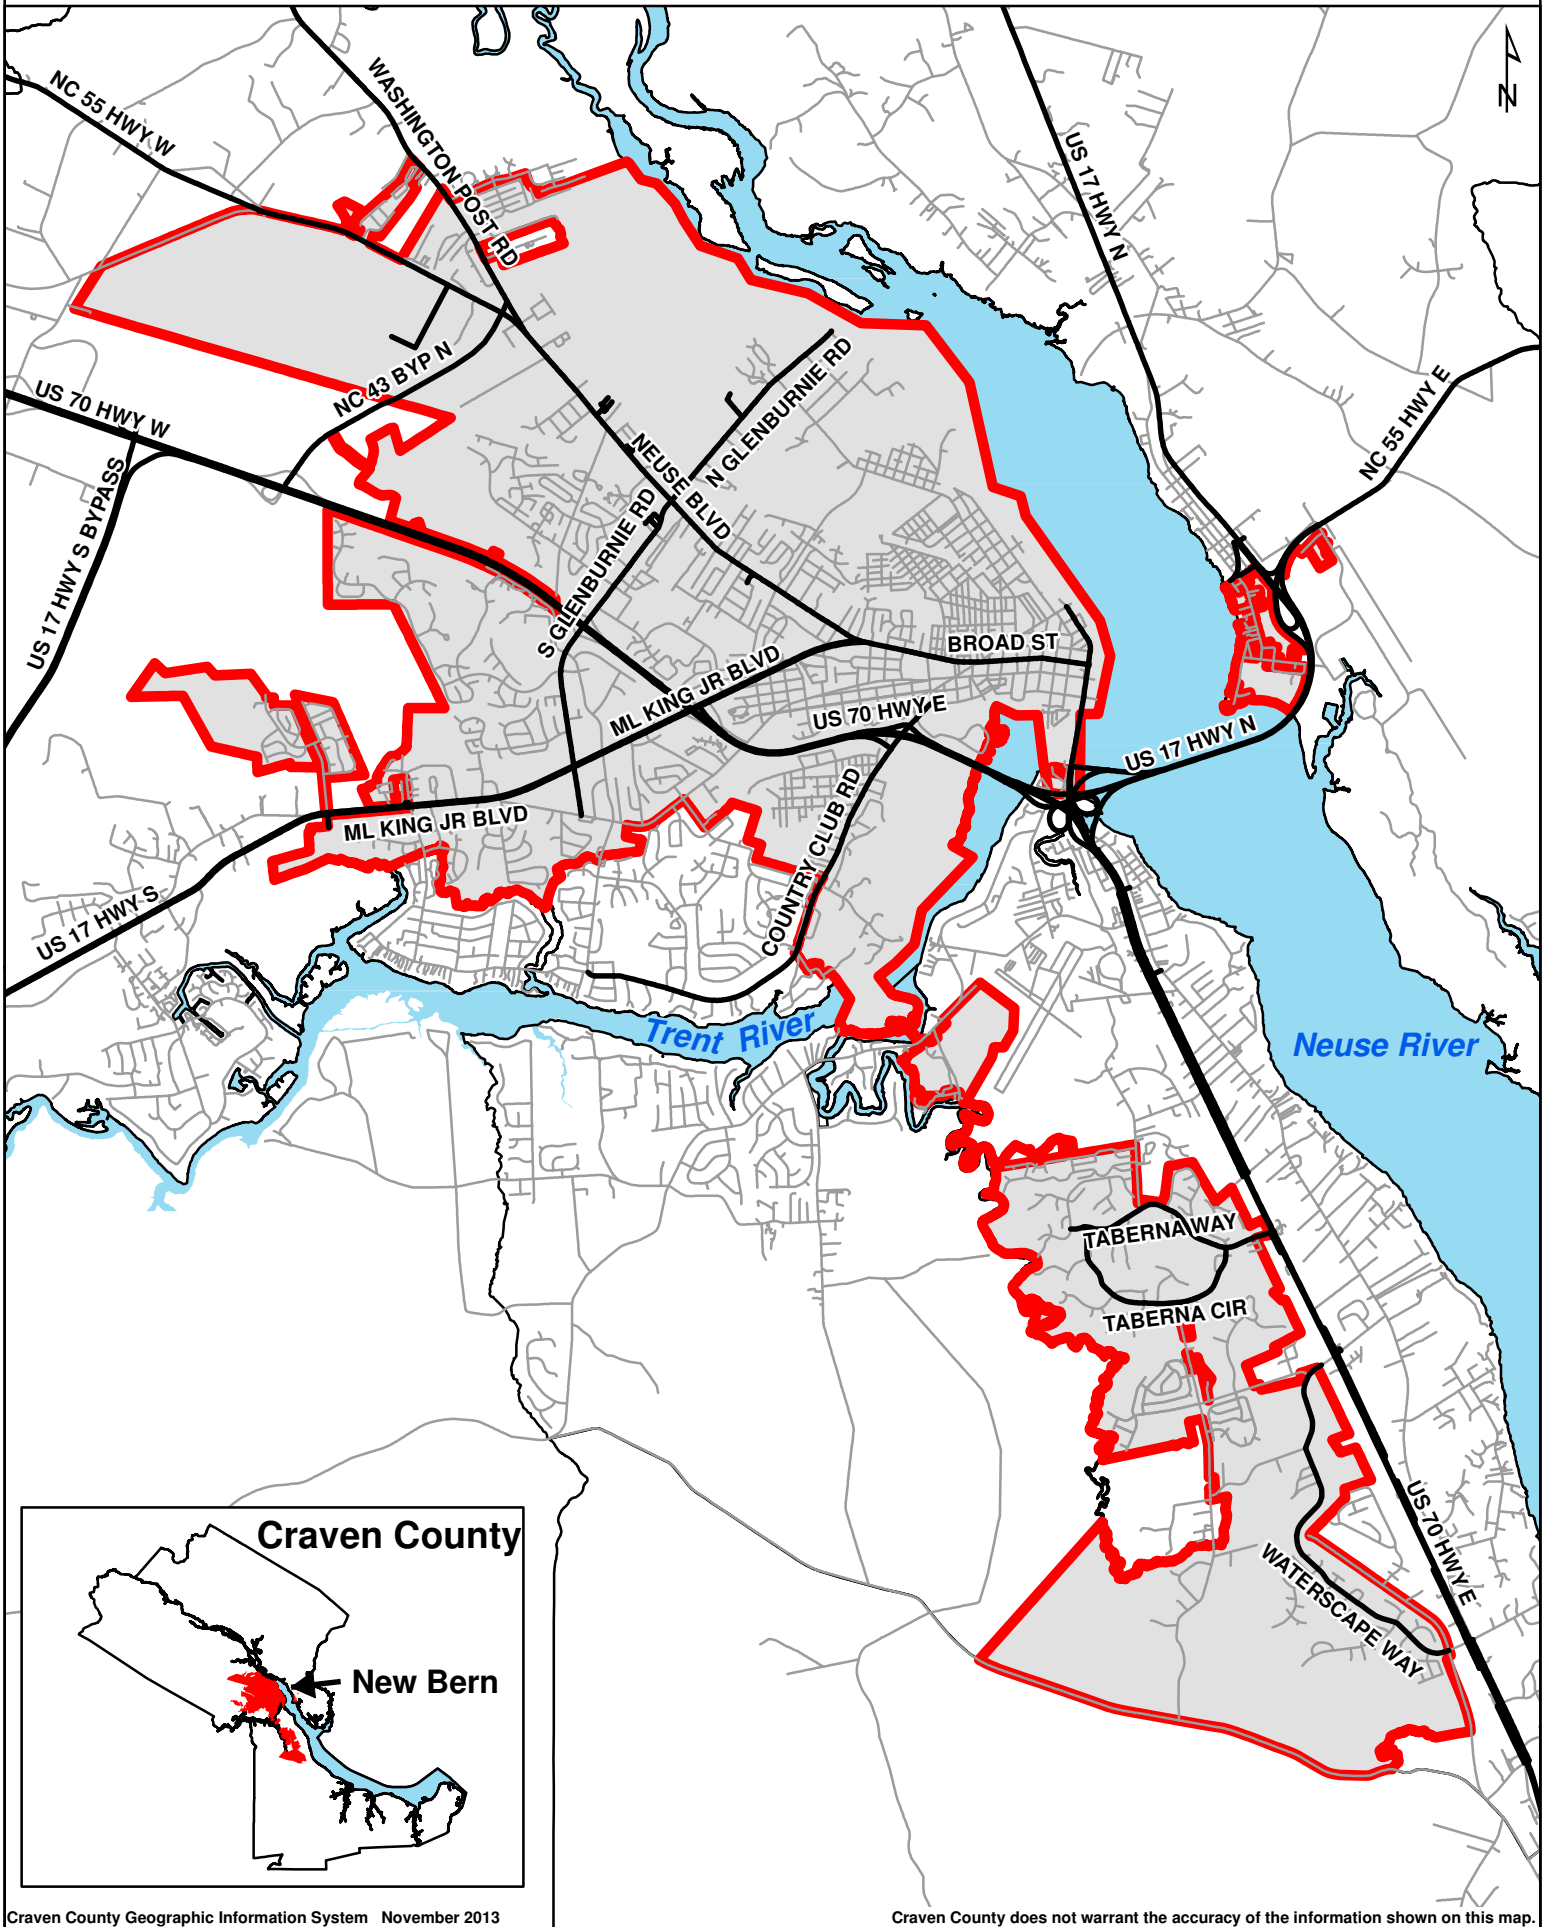 N
NC 55 HWY W
WASHINGTON POST RD
US 17 HWY N
NC 43 BYP N
US 70 HWY W
US 17 HWY S BYPASS
N GLENBURNIE RD
NEUSE BLVD
S GLENBURNIE RD
NC 55 HWY E
BROAD ST
ML KING JR BLVD
US 70 HWY E
US 17 HWY N
ML KING JR BLVD
COUNTRY CLUB RD
US 17 HWY S
Trent River
Neuse River
TABERNA WAY
TABERNA CIR
US 70 HWY E
WATERSCAPE WAY
Craven County
New Bern
Craven County Geographic Information System November 2013
Craven County does not warrant the accuracy of the information shown on this map.